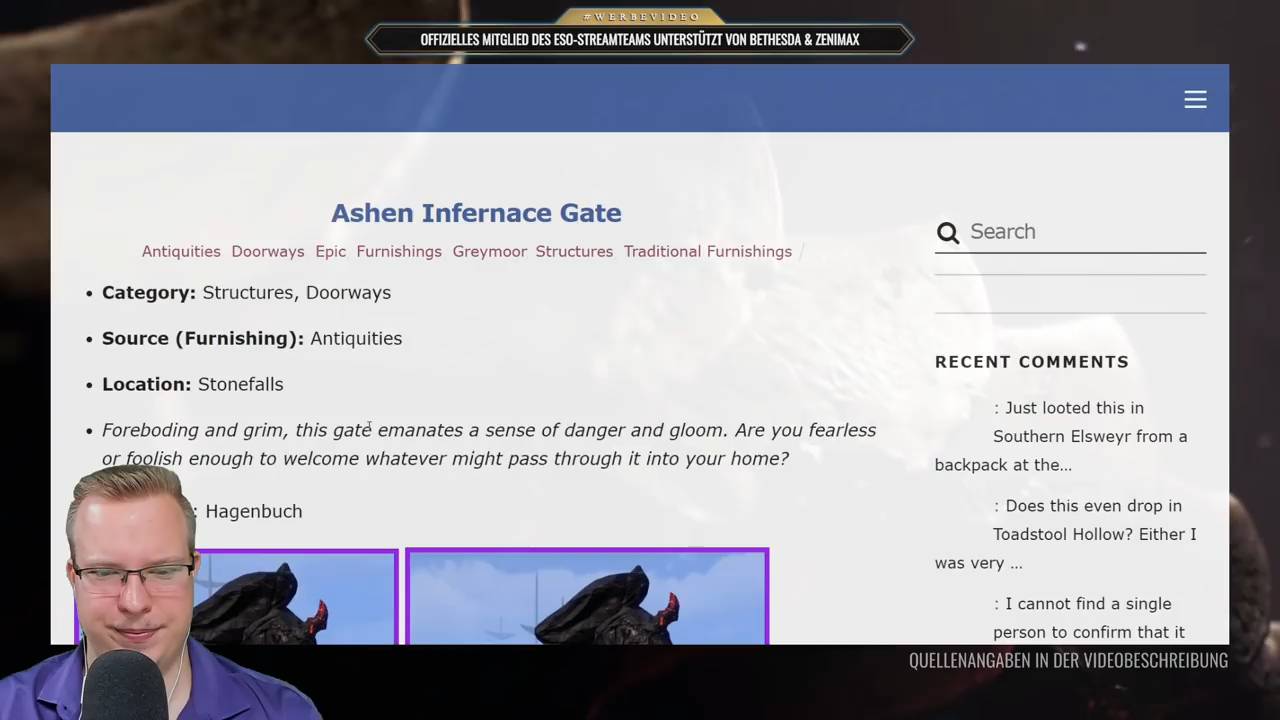 #WERBEVIDEO
OFFIZIELLES MITGLIED DES ESO-STREAMTEAMS UNTERSTÜTZT VON BETHESDA & ZENIMAX
Ashen Infernace Gate
Antiquities Doorways Epic Furnishings Greymoor Structures Traditional Furnishings /
• Category: Structures, Doorways
• Source (Furnishing): Antiquities
• Location: Stonefalls
• Foreboding and grim, this gate emanates a sense of danger and gloom. Are you fearless
or foolish enough to welcome whatever might pass through it into your home?
: Hagenbuch
Search
RECENT COMMENTS
: Just looted this in
Southern Elsweyr from a
backpack at the...
: Does this even drop in
Toadstool Hollow? Either I
was very ...
: I cannot find a single
person to confirm that it
QUELLENANGABEN IN DER VIDEOBESCHREIBUNG